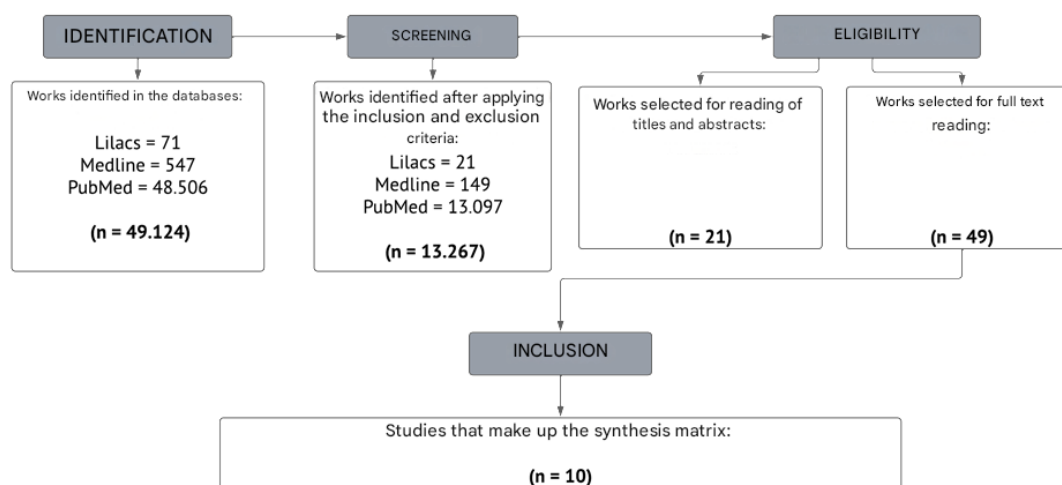 IDENTIFICATION
SCREENING
ELIGIBILITY
Works identified in the databases:
Lilacs = 71
Medline = 547
PubMed = 48.506
(n = 49.124)
Works identified after applying
the inclusion and exclusion
criteria:
Lilacs = 21
Medline = 149
PubMed = 13.097
(n = 13.267)
Works selected for reading of
titles and abstracts:
(n = 21)
Works selected for full text
reading:
(n = 49)
INCLUSION
Studies that make up the synthesis matrix:
(n = 10)